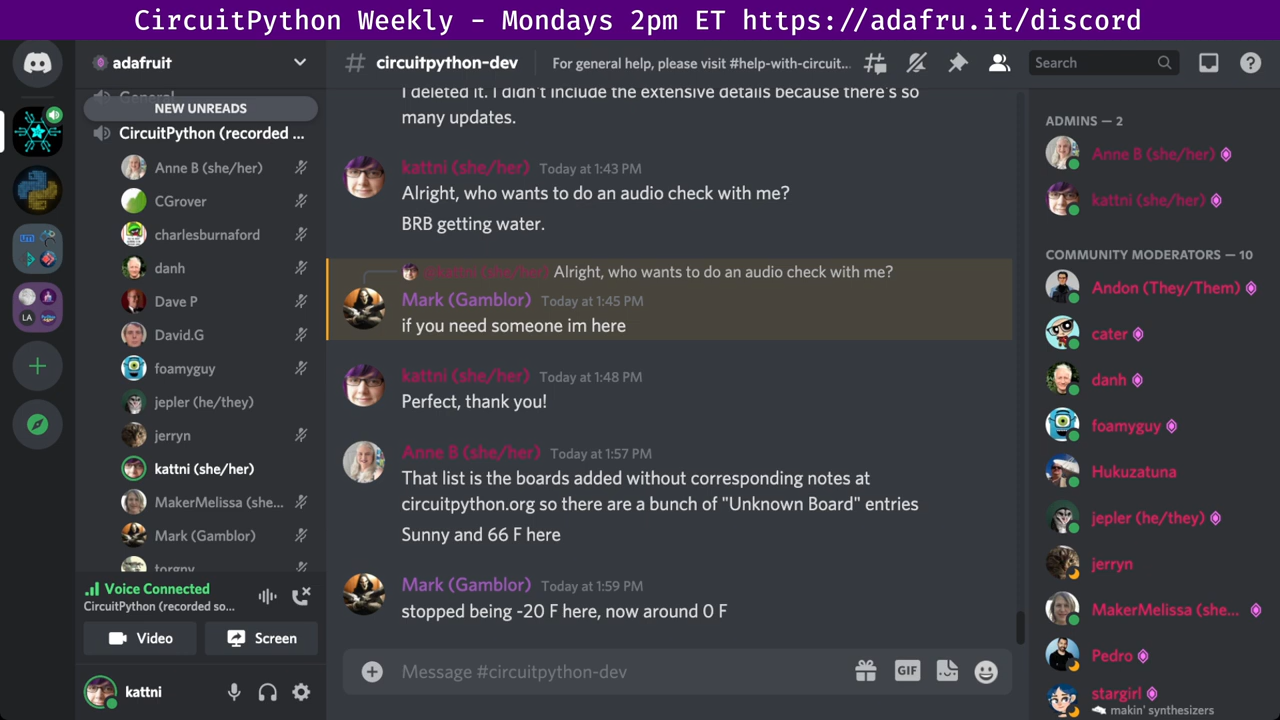 CircuitPython Weekly - Mondays 2pm ET https://adafru.it/discord
adafruit
General
NEW UNREADS
CircuitPython (recorded ...
Anne B (she/her)
CGrover
charlesburnaford
danh
Dave P
David.G
foamyguy
jepler (he/they)
jerryn
kattni (she/her)
MakerMelissa (she...
Mark (Gamblor)
torgny
Voice Connected
CircuitPython (recorded so...
Video
Screen
kattni
circuitpython-dev
For general help, please visit #help-with-circuit...
Search
I deleted it. I didn't include the extensive details because there's so
many updates.
kattni (she/her) Today at 1:43 PM
Alright, who wants to do an audio check with me?
BRB getting water.
@kattni (she/her) Alright, who wants to do an audio check with me?
Mark (Gamblor) Today at 1:45 PM
if you need someone im here
kattni (she/her) Today at 1:48 PM
Perfect, thank you!
Anne B (she/her) Today at 1:57 PM
That list is the boards added without corresponding notes at
circuitpython.org so there are a bunch of "Unknown Board" entries
Sunny and 66 F here
Mark (Gamblor) Today at 1:59 PM
stopped being -20 F here, now around 0 F
Message #circuitpython-dev
GIF
ADMINS — 2
Anne B (she/her)
kattni (she/her)
COMMUNITY MODERATORS — 10
Andon (They/Them)
cater
danh
foamyguy
Hukuzatuna
jepler (he/they)
jerryn
MakerMelissa (she...
Pedro
stargirl
makin' synthesizers